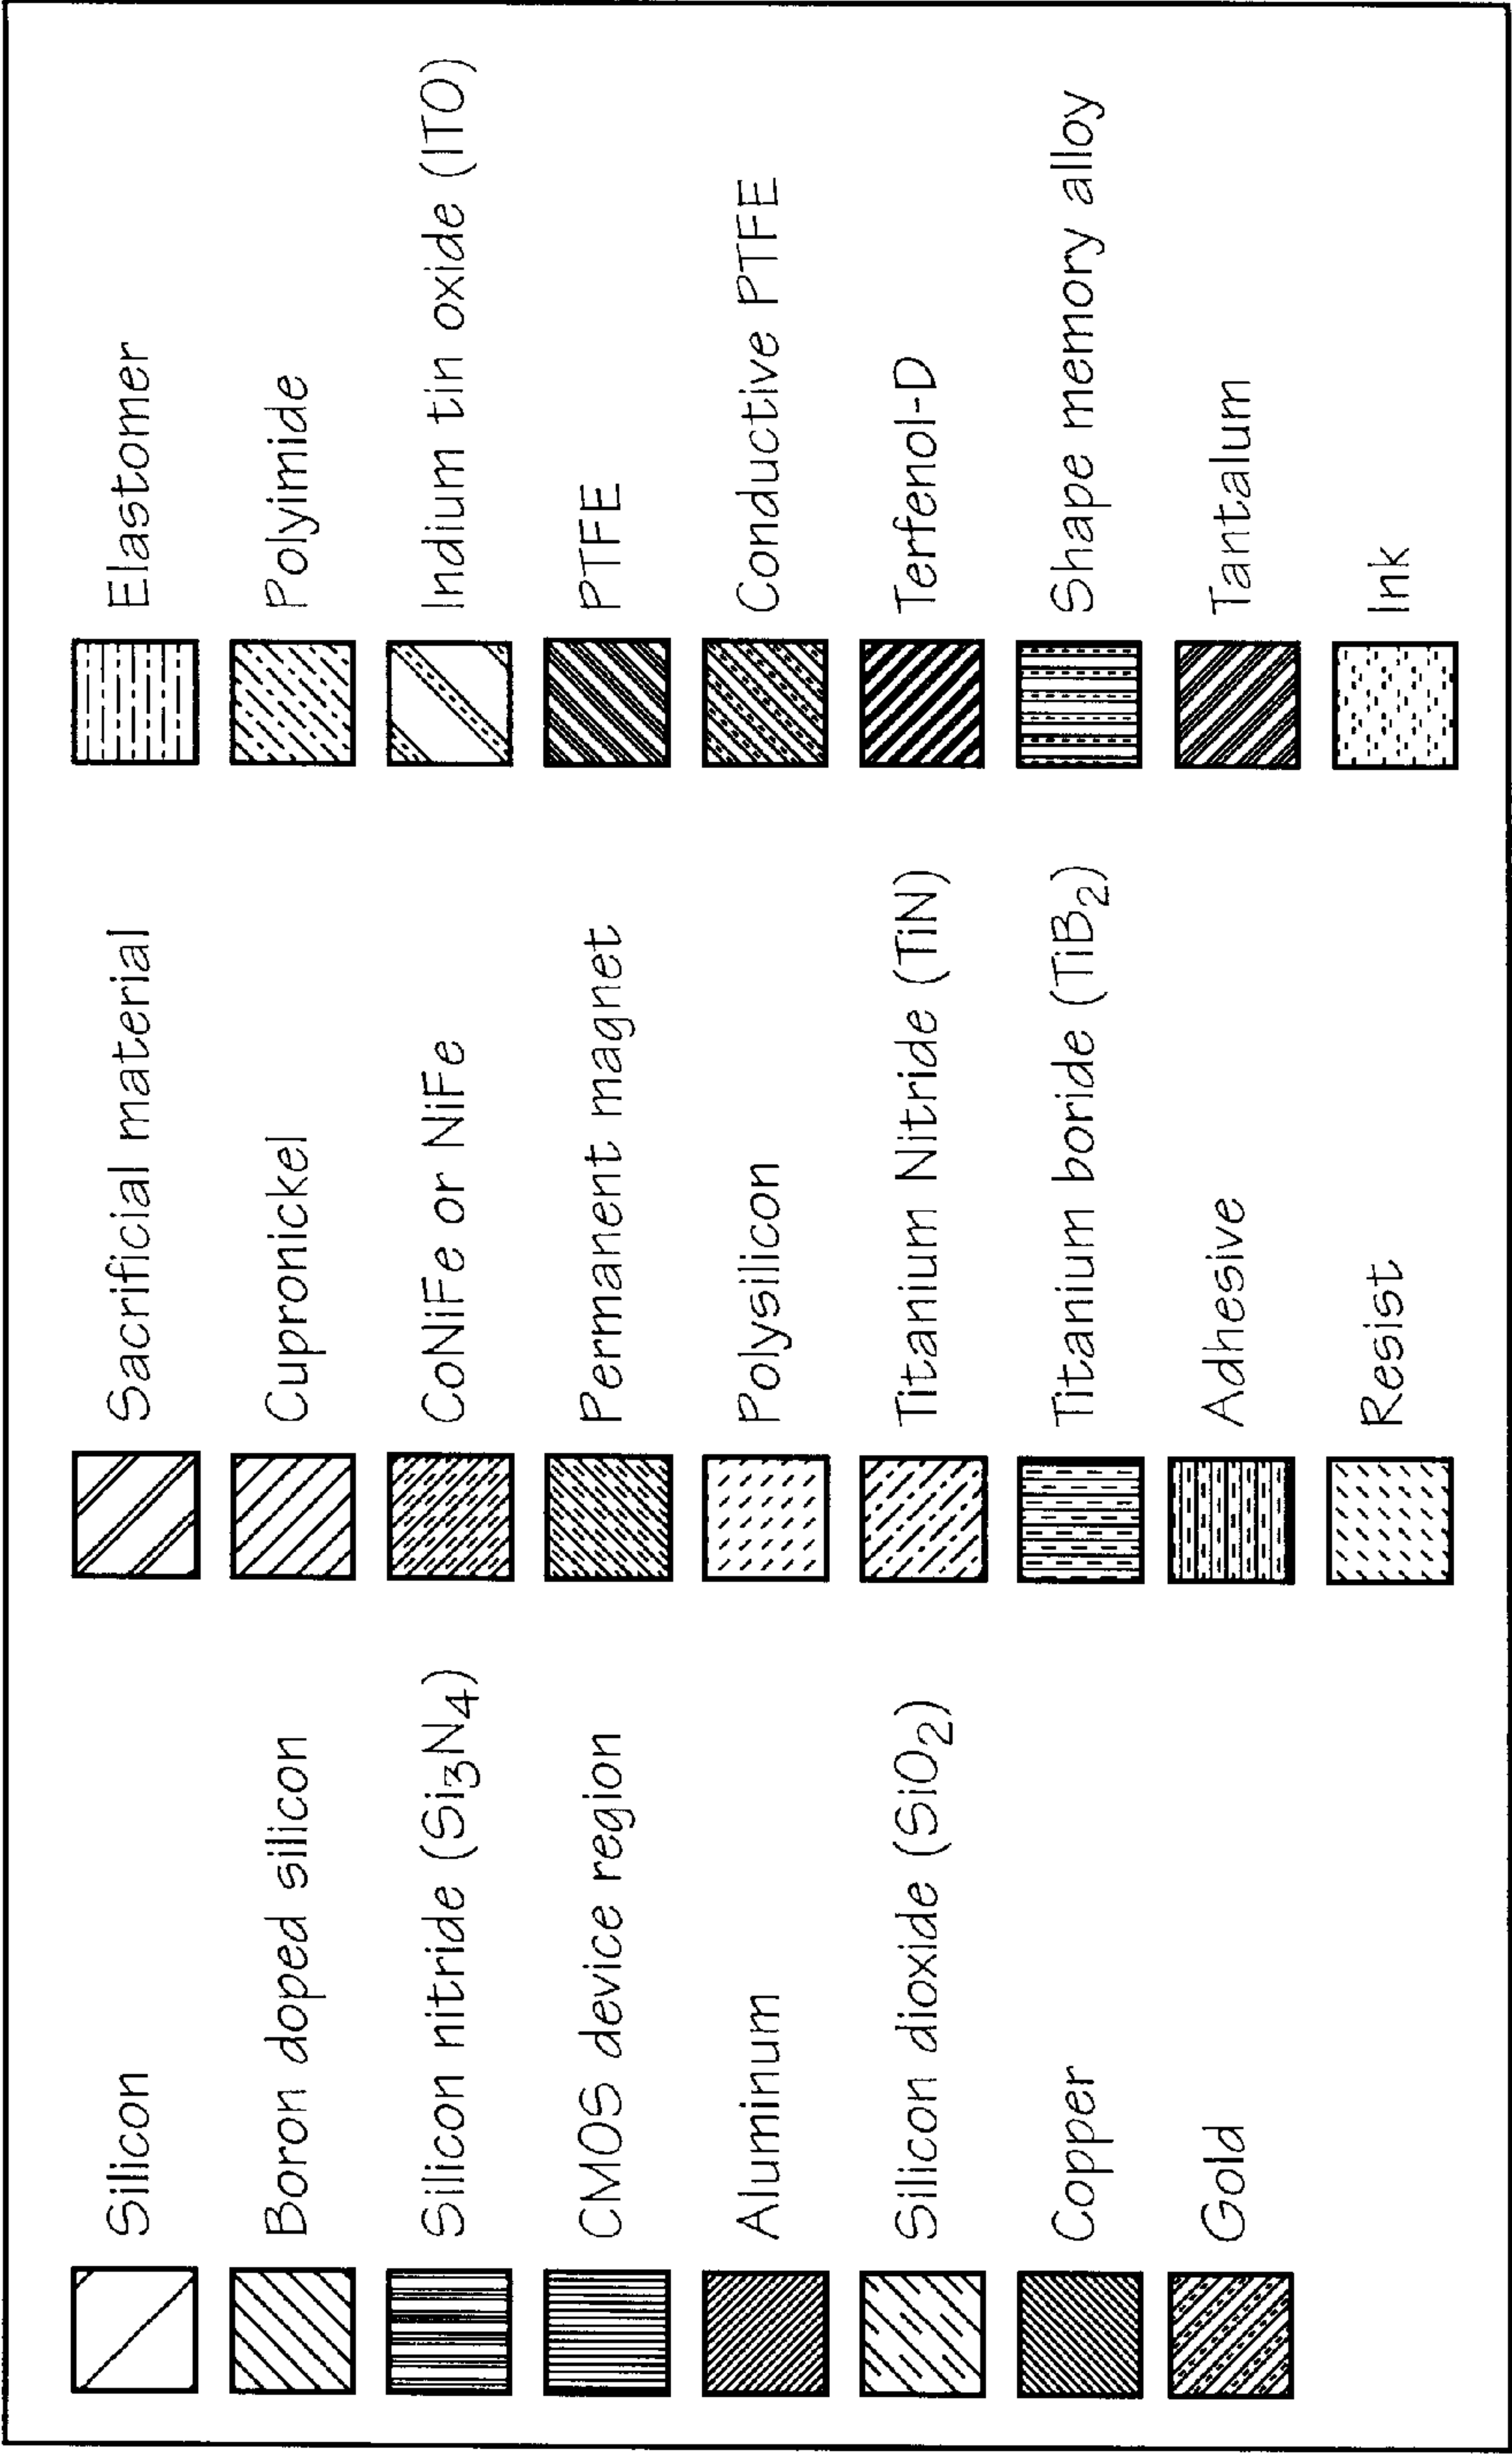 Silicon
Boron doped silicon
Silicon nitride (Si₃N₄)
CMOS device region
Aluminum
Silicon dioxide (SiO₂)
Copper
Gold
Sacrificial material
Cupronickel
CoNiFe or NiFe
Permanent magnet
Polysilicon
Titanium Nitride (TiN)
Titanium boride (TiB₂)
Adhesive
Resist
Elastomer
Polyimide
Indium tin oxide (ITO)
PTFE
Conductive PTFE
Terfenol-D
Shape memory alloy
Tantalum
Ink